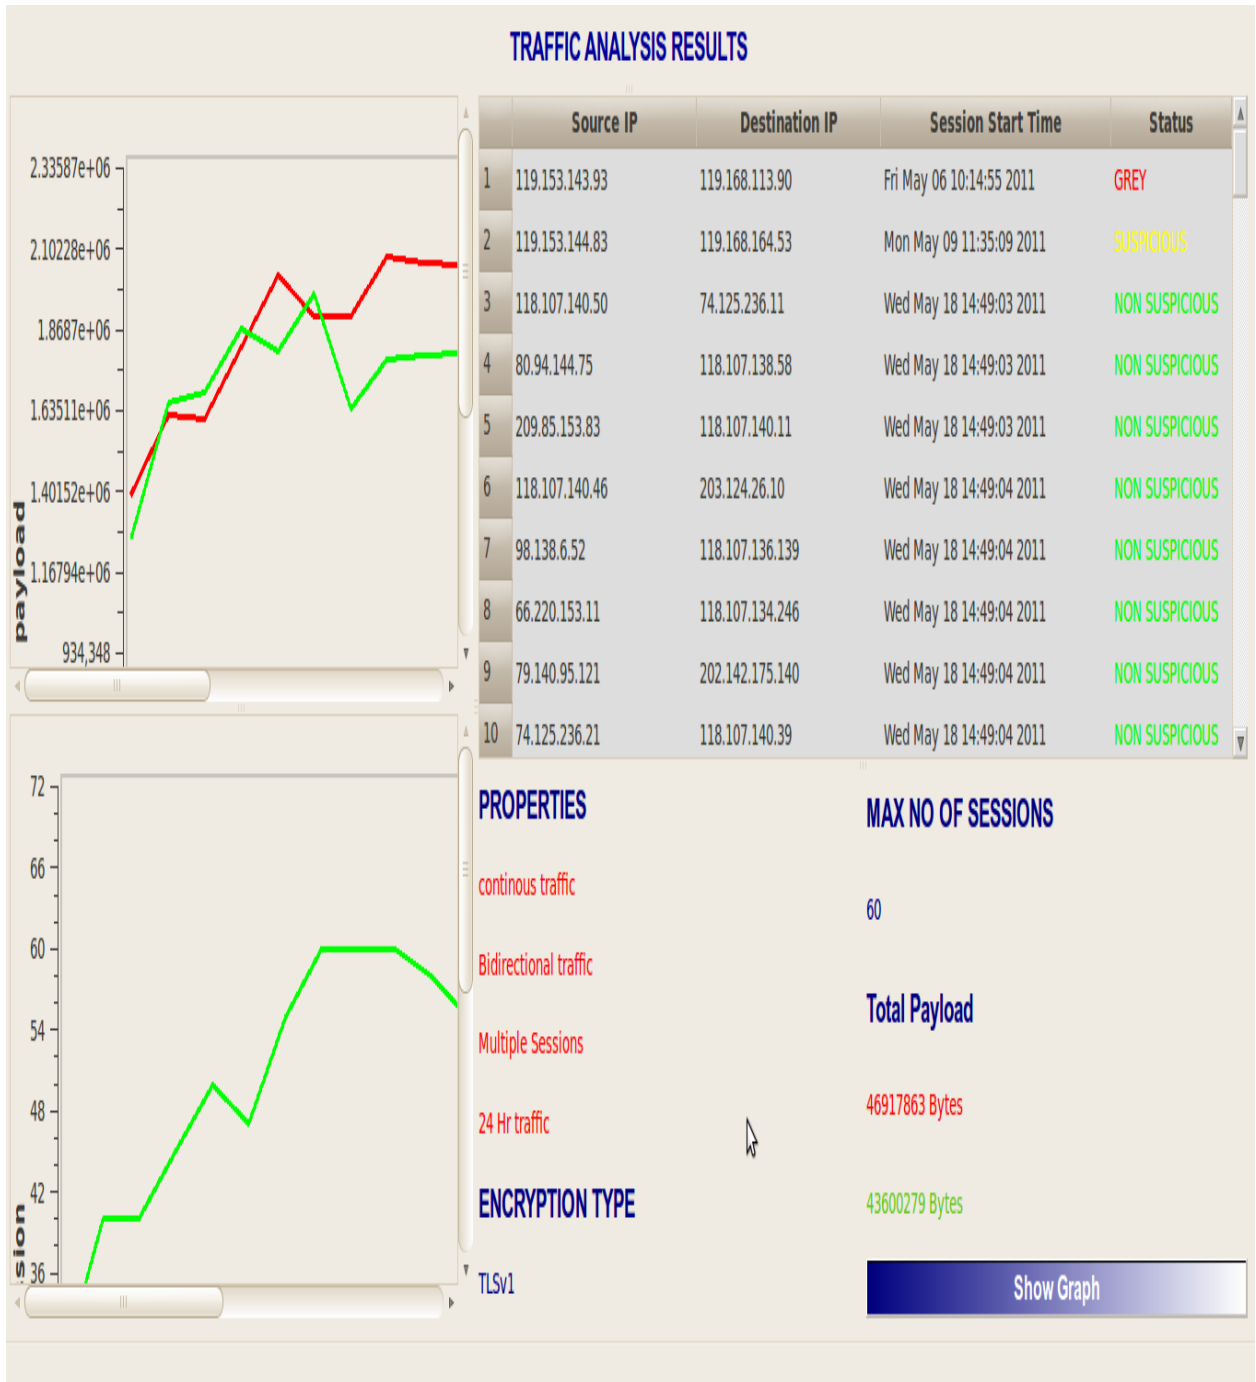 TRAFFIC ANALYSIS RESULTS
2.33587e+06
2.10228e+06
1.8687e+06
1.63511e+06
1.40152e+06
1.16794e+06
934,348
payload
Source IP Destination IP Session Start Time Status
1 119.153.143.93 119.168.113.90 Fri May 06 10:14:55 2011 GREY
2 119.153.144.83 119.168.164.53 Mon May 09 11:35:09 2011 SUSPICIOUS
3 118.107.140.50 74.125.236.11 Wed May 18 14:49:03 2011 NON SUSPICIOUS
4 80.94.144.75 118.107.138.58 Wed May 18 14:49:03 2011 NON SUSPICIOUS
5 209.85.153.83 118.107.140.11 Wed May 18 14:49:03 2011 NON SUSPICIOUS
6 118.107.140.46 203.124.26.10 Wed May 18 14:49:04 2011 NON SUSPICIOUS
7 98.138.6.52 118.107.136.139 Wed May 18 14:49:04 2011 NON SUSPICIOUS
8 66.220.153.11 118.107.134.246 Wed May 18 14:49:04 2011 NON SUSPICIOUS
9 79.140.95.121 202.142.175.140 Wed May 18 14:49:04 2011 NON SUSPICIOUS
10 74.125.236.21 118.107.140.39 Wed May 18 14:49:04 2011 NON SUSPICIOUS
72
66
60
54
48
42
36
sion
PROPERTIES
continous traffic
Bidirectional traffic
Multiple Sessions
24 Hr traffic
ENCRYPTION TYPE
TLSv1
MAX NO OF SESSIONS
60
Total Payload
46917863 Bytes
43600279 Bytes
Show Graph